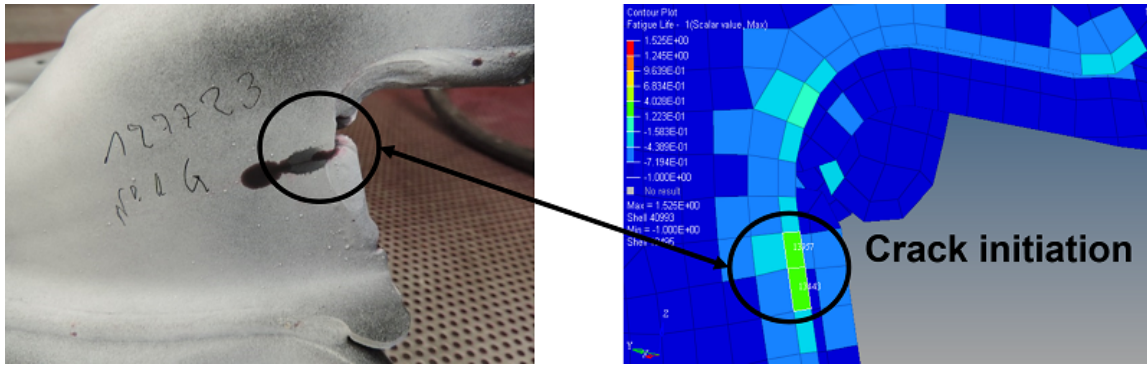 127723
Contour Plot
Fatigue Life - 1(Scalar value, Max)
1.525E+00
1.245E+00
9.639E-01
6.834E-01
4.028E-01
1.223E-01
-1.583E-01
-4.389E-01
-7.194E-01
-1.000E+00
No result
Max = 1.525E+00
Shell 40993
Min = -1.000E+00
Crack initiation
Z
Y
X